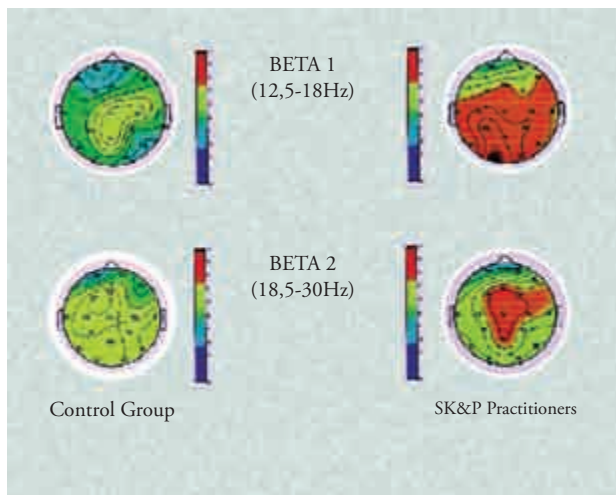 BETA 1
(12,5-18Hz)
BETA 2
(18,5-30Hz)
Control Group
SK&P Practitioners